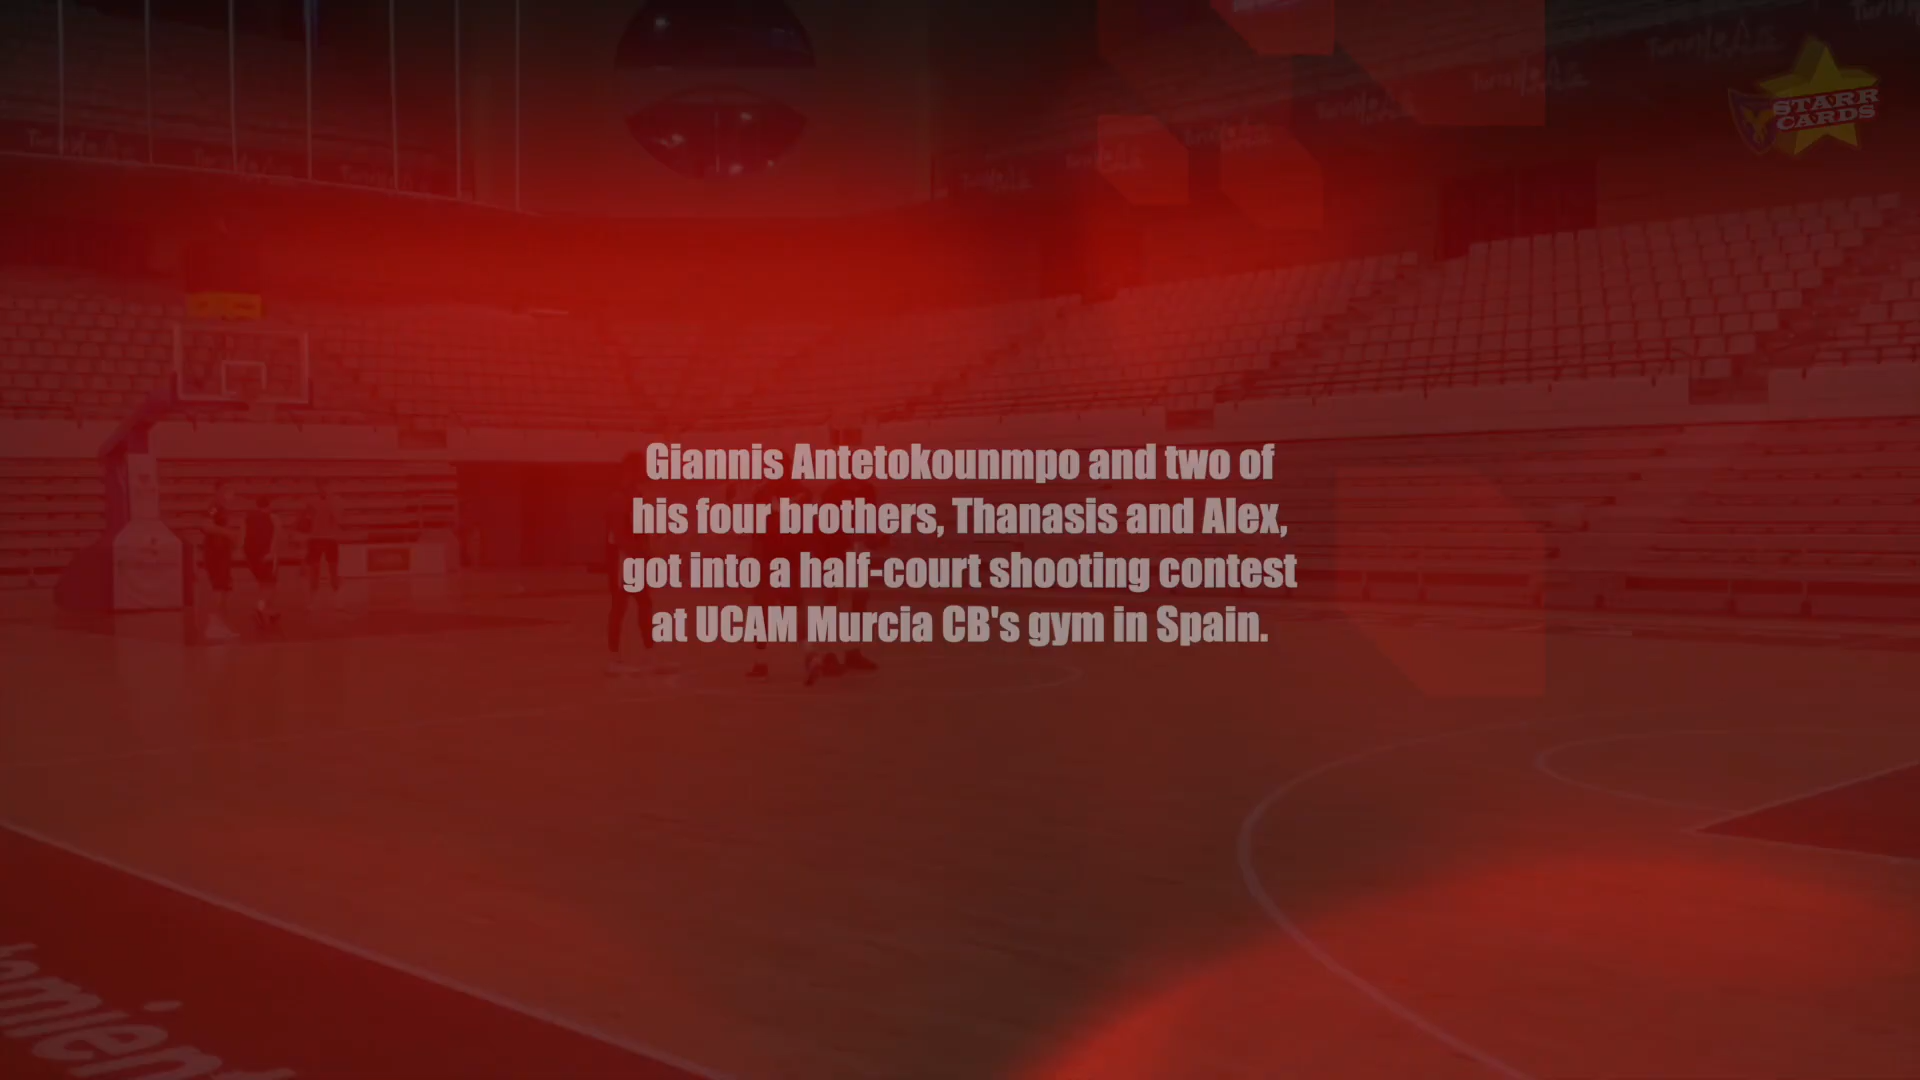 STARR
CARDS
Giannis Antetokounmpo and two of
his four brothers, Thanasis and Alex,
got into a half-court shooting contest
at UCAM Murcia CB's gym in Spain.